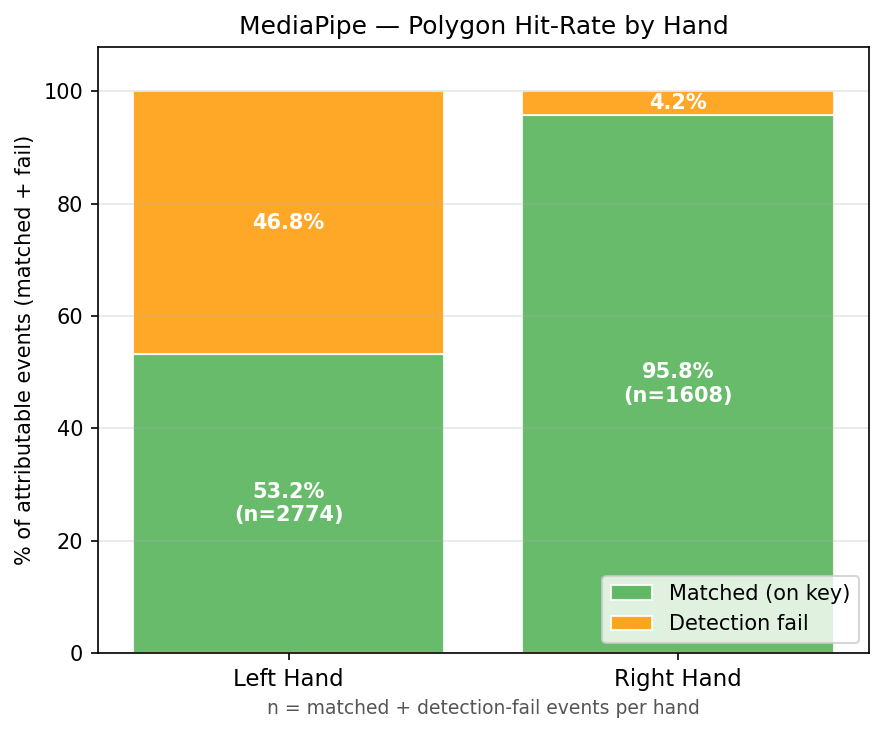 MediaPipe — Polygon Hit-Rate by Hand
% of attributable events (matched + fail)
100
80
60
40
20
0
46.8%
53.2%
(n=2774)
4.2%
95.8%
(n=1608)
Matched (on key)
Detection fail
Left Hand
Right Hand
n = matched + detection-fail events per hand